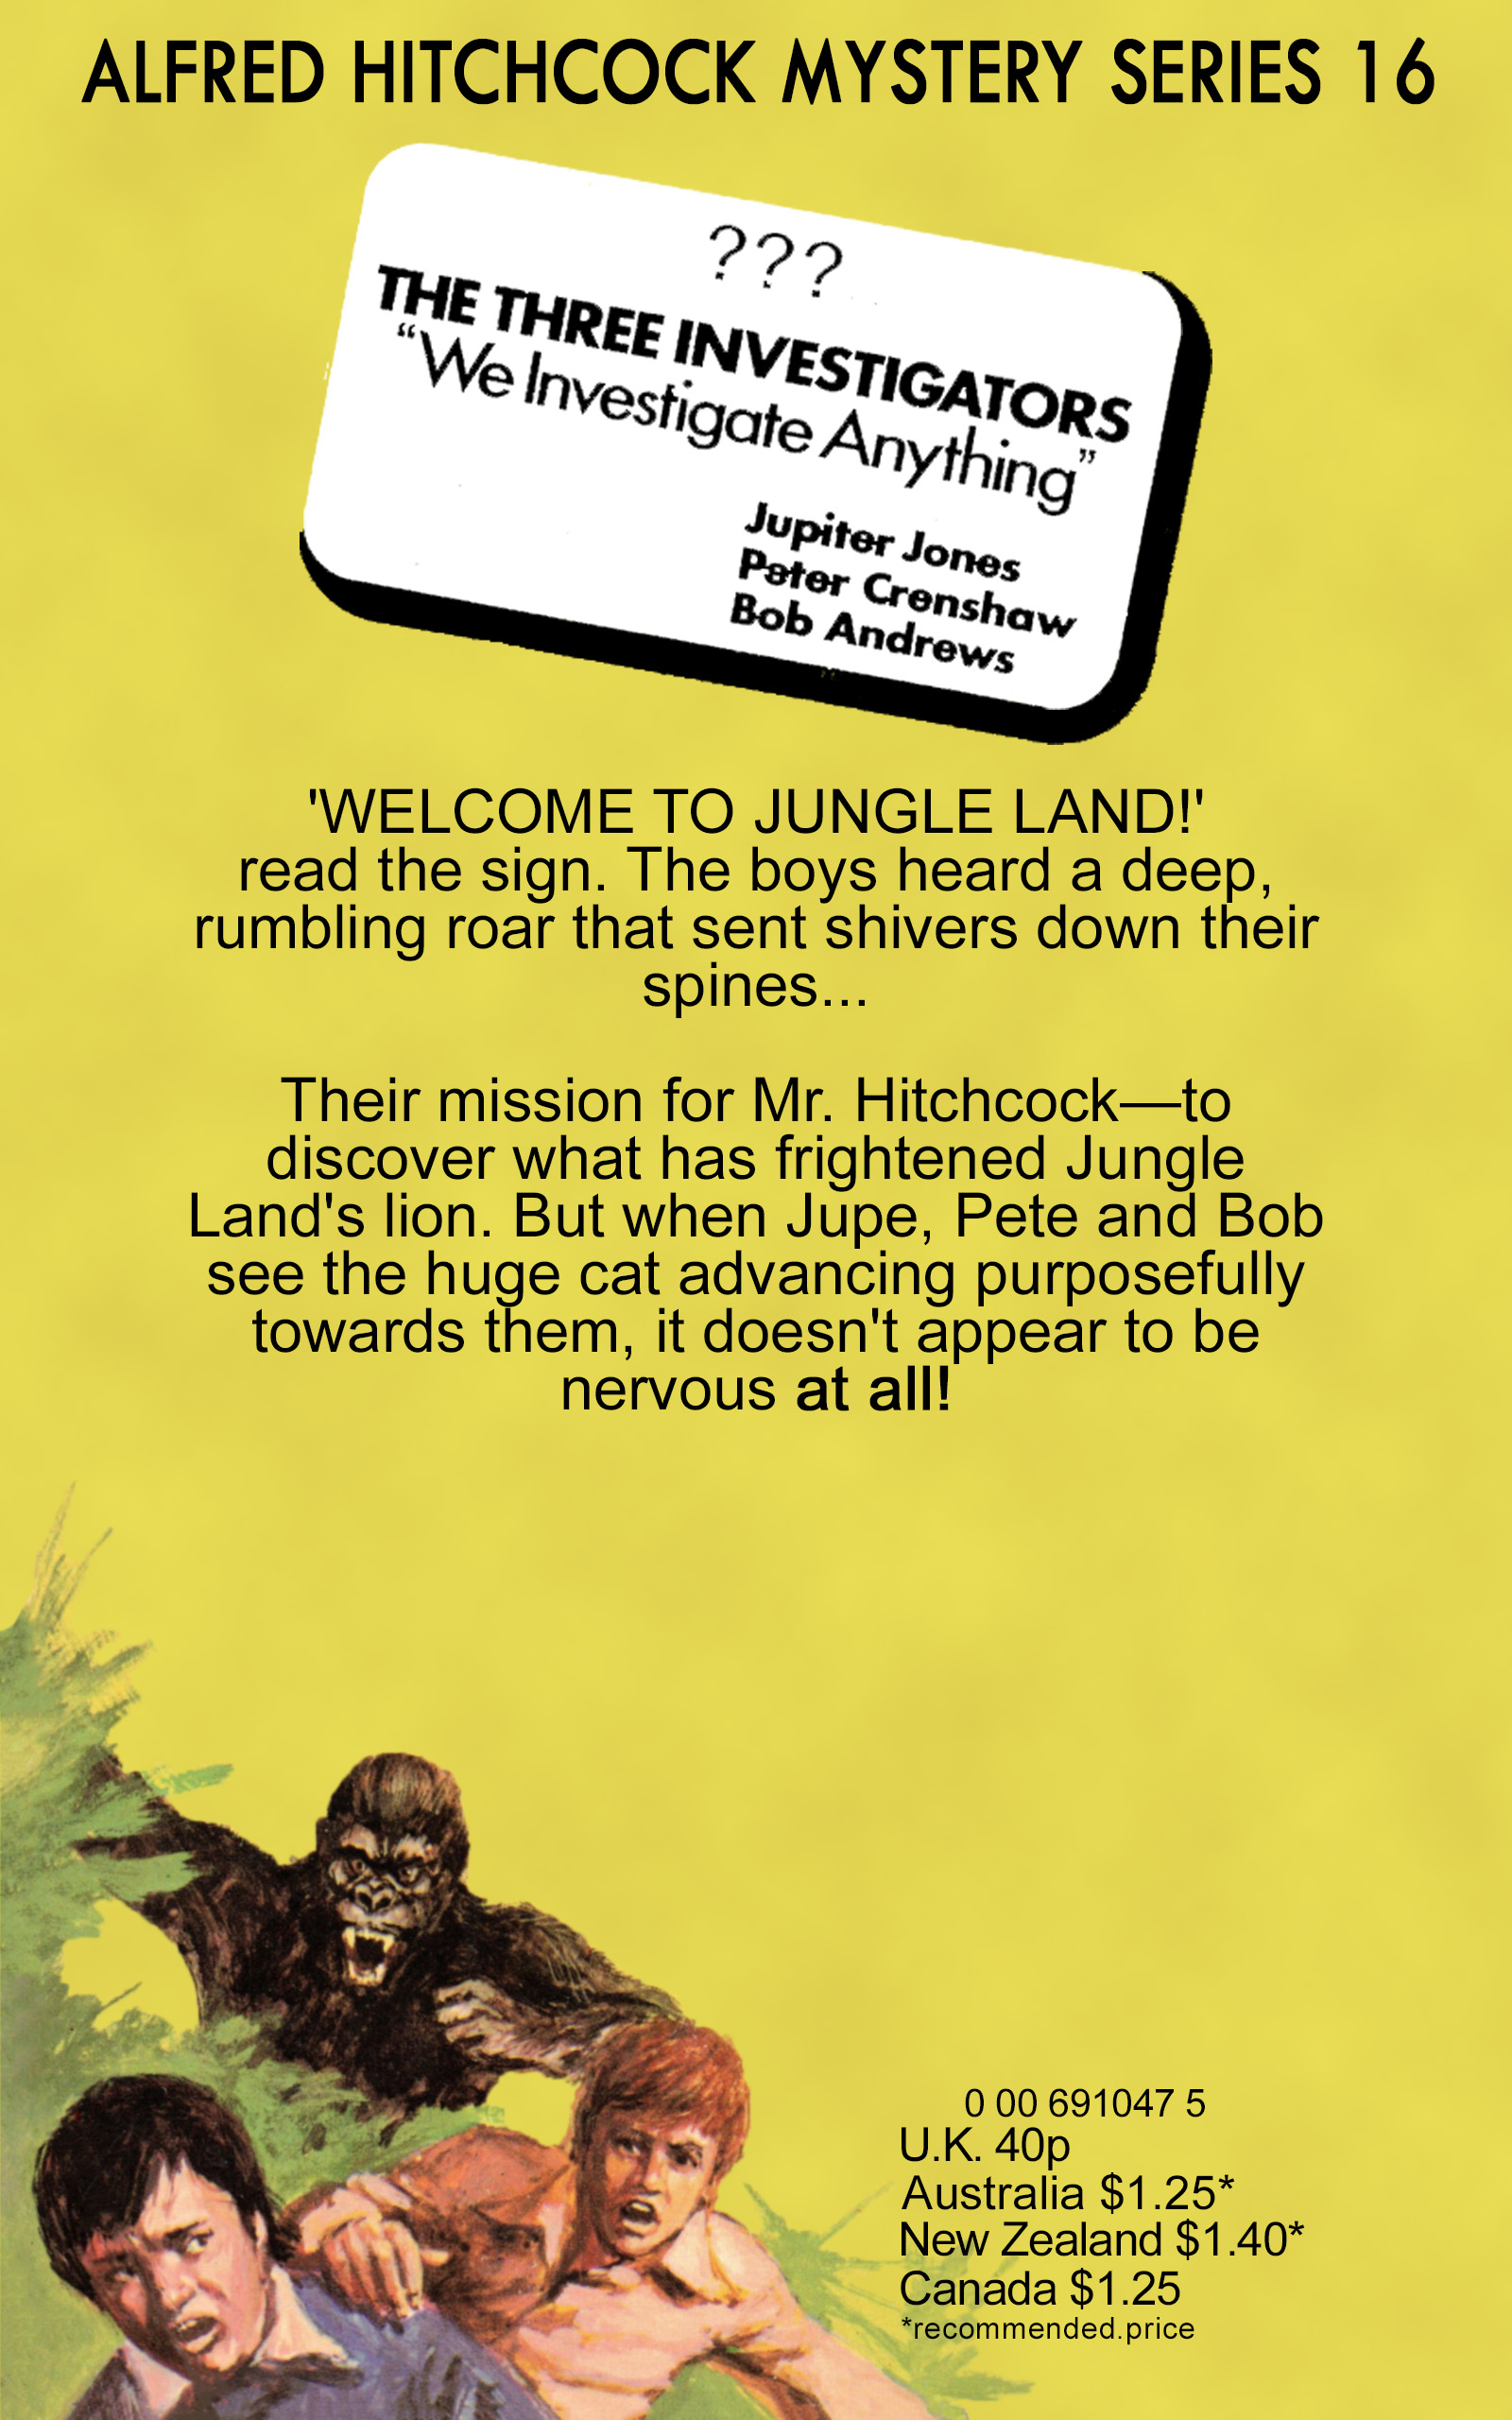 ALFRED HITCHCOCK MYSTERY SERIES 16
???
THE THREE INVESTIGATORS
“We Investigate Anything”
Jupiter Jones
Peter Crenshaw
Bob Andrews
'WELCOME TO JUNGLE LAND!'
read the sign. The boys heard a deep,
rumbling roar that sent shivers down their
spines...
Their mission for Mr. Hitchcock—to
discover what has frightened Jungle
Land's lion. But when Jupe, Pete and Bob
see the huge cat advancing purposefully
towards them, it doesn't appear to be
nervous at all!
0 00 691047 5
U.K. 40p
Australia $1.25*
New Zealand $1.40*
Canada $1.25
*recommended.price